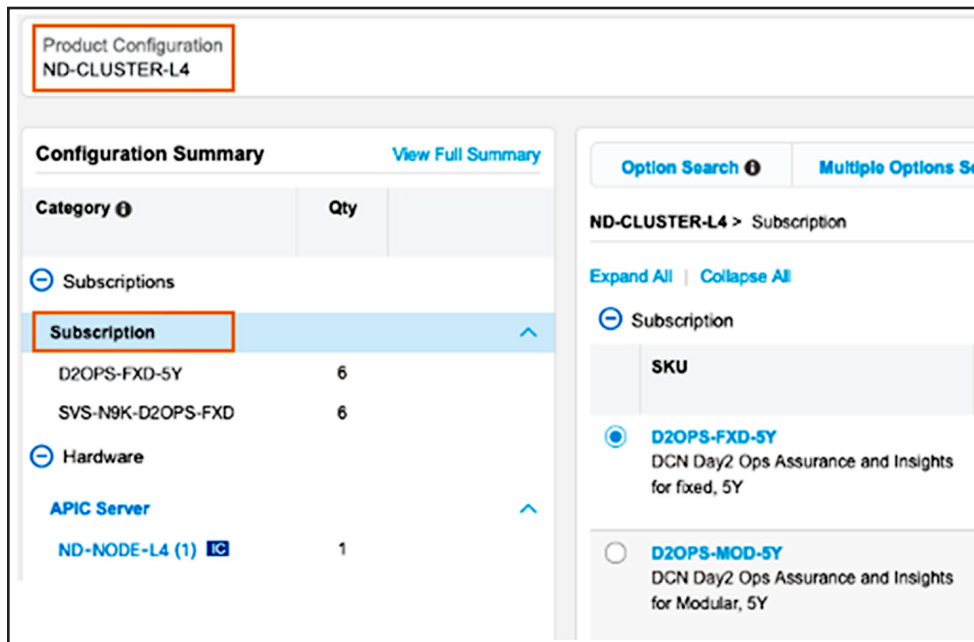 Product Configuration
ND-CLUSTER-L4
Configuration Summary
View Full Summary
Category
Qty
Subscriptions
Subscription
D2OPS-FXD-5Y 6
SVS-N9K-D2OPS-FXD 6
Hardware
APIC Server
ND-NODE-L4 (1) IC 1
Option Search
Multiple Options Se
ND-CLUSTER-L4 > Subscription
Expand All | Collapse All
Subscription
SKU
D2OPS-FXD-5Y
DCN Day2 Ops Assurance and Insights
for fixed, 5Y
D2OPS-MOD-5Y
DCN Day2 Ops Assurance and Insights
for Modular, 5Y